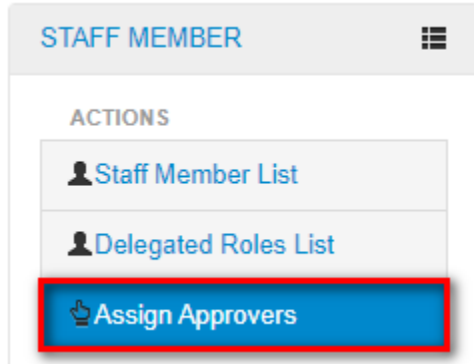 STAFF MEMBER
ACTIONS
Staff Member List
Delegated Roles List
Assign Approvers